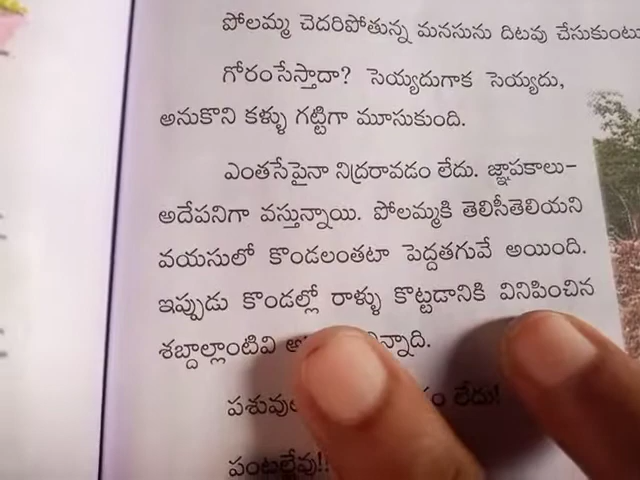 పోలమ్మ చెదరిపోతున్న మనసును దిటవు చేసుకుంటు
గోరంసేస్తాదా? సెయ్యదుగాక సెయ్యదు,
అనుకొని కళ్ళు గట్టిగా మూసుకుంది.
ఎంతసేపైనా నిద్రరావడం లేదు. జ్ఞాపకాలు-
అదేపనిగా వస్తున్నాయి. పోలమ్మకి తెలిసీతెలియని
వయసులో కొండలంతటా పెద్దతగువే అయింది.
ఇప్పుడు కొండల్లో రాళ్ళు కొట్టడానికి వినిపించిన
శబ్దాల్లాంటివి
లేదు!
పంటల్లేవు!!